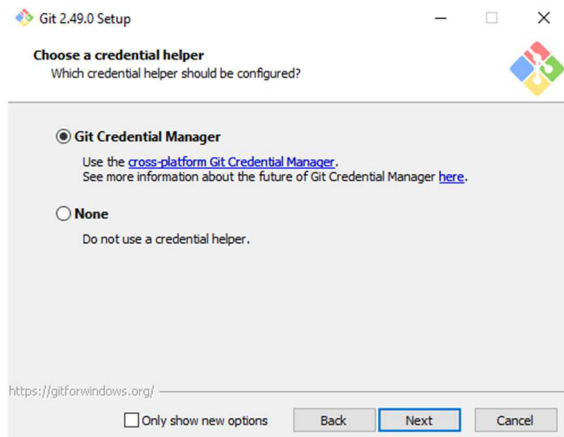 Git 2.49.0 Setup
Choose a credential helper
Which credential helper should be configured?
Git Credential Manager
Use the cross-platform Git Credential Manager.
See more information about the future of Git Credential Manager here.
None
Do not use a credential helper.
https://gitforwindows.org/
Only show new options Back Next Cancel